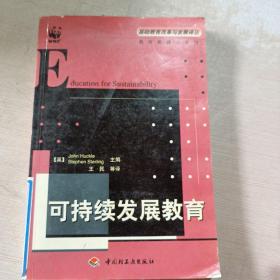 WWF
基础教育改革与发展译丛
Education for Sustainability
【英】 John Huckle
Stephen Sterling 主编
王民 等译
可持续发展教育
中国轻工业出版社